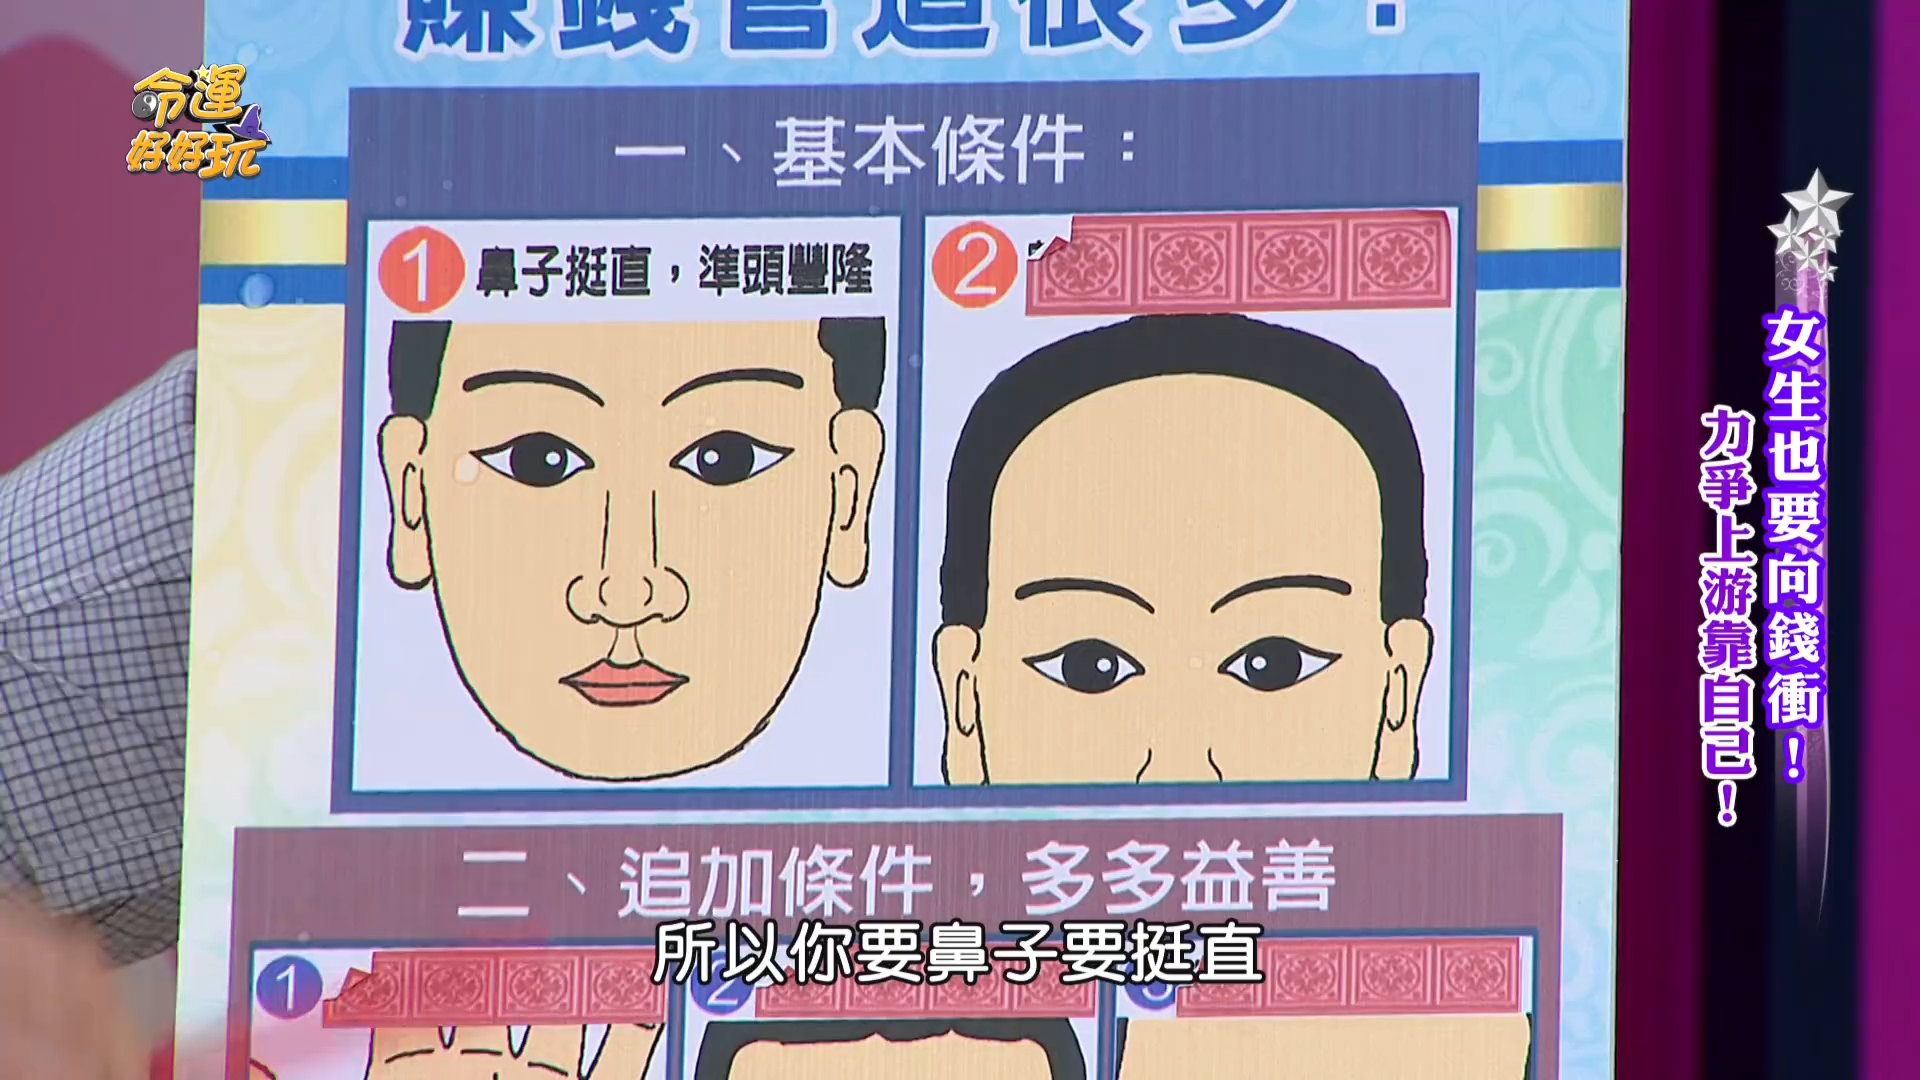 賺錢管道很多！
命運
好好玩
一、基本條件：
1 鼻子挺直，準頭豐隆
2
女生也要向錢衝！
力爭上游靠自己！
二、追加條件，多多益善
1
2
3
所以你要鼻子要挺直